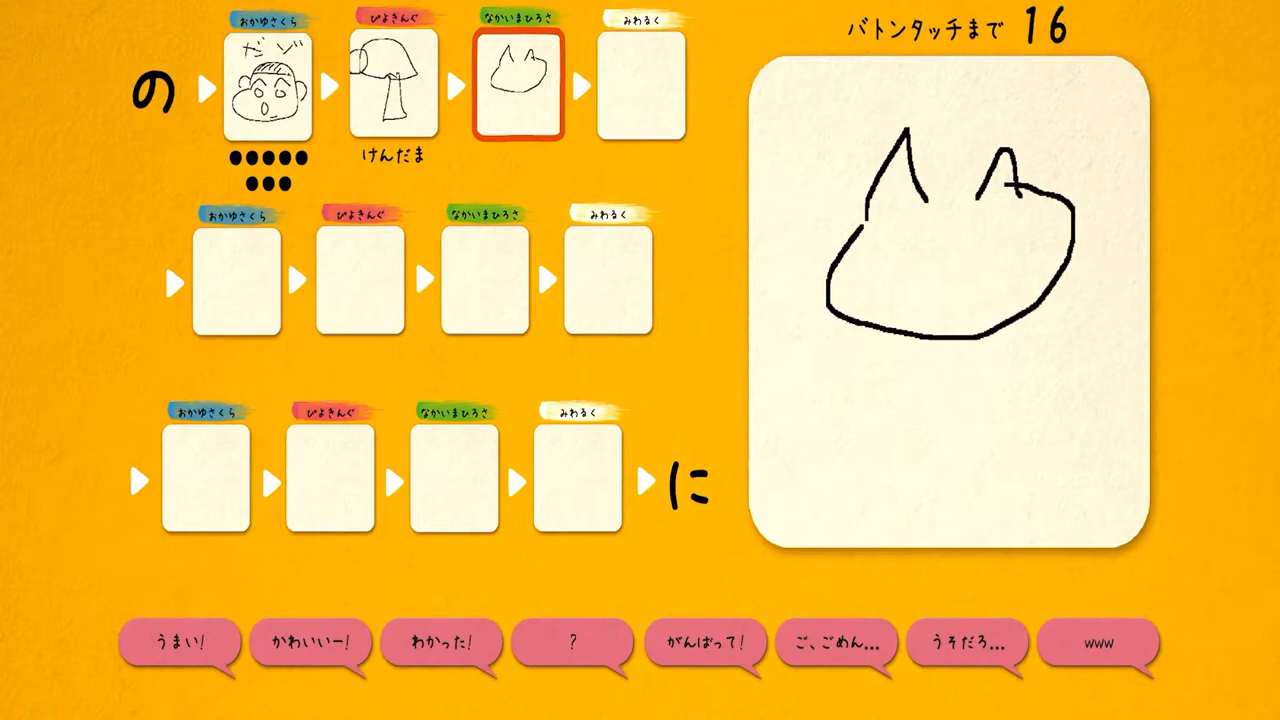 バトンタッチまで 16
おかゆさくら ぴよきんぐ なかいまひろさ みわるく
の
だゾ
●●●●●
●●●
けんだま
おかゆさくら ぴよきんぐ なかいまひろさ みわるく
おかゆさくら ぴよきんぐ なかいまひろさ みわるく
に
うまい! かわいいー! わかった! ? がんばって! ご、ごめん... うそだろ... www